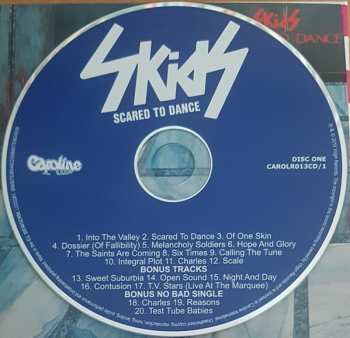 SKids
SCARED TO DANCE
SKids
DANCE
Caroline
DISC ONE
CAROLR013CD/1
1. Into The Valley 2. Scared To Dance 3. Of One Skin
4. Dossier (Of Fallibility) 5. Melancholy Soldiers 6. Hope And Glory
7. The Saints Are Coming 8. Six Times 9. Calling The Tune
10. Integral Plot 11. Charles 12. Scale
BONUS TRACKS
13. Sweet Suburbia 14. Open Sound 15. Night And Day
16. Contusion 17. T.V. Stars (Live At The Marquee)
BONUS NO BAD SINGLE
18. Charles 19. Reasons
20. Test Tube Babies